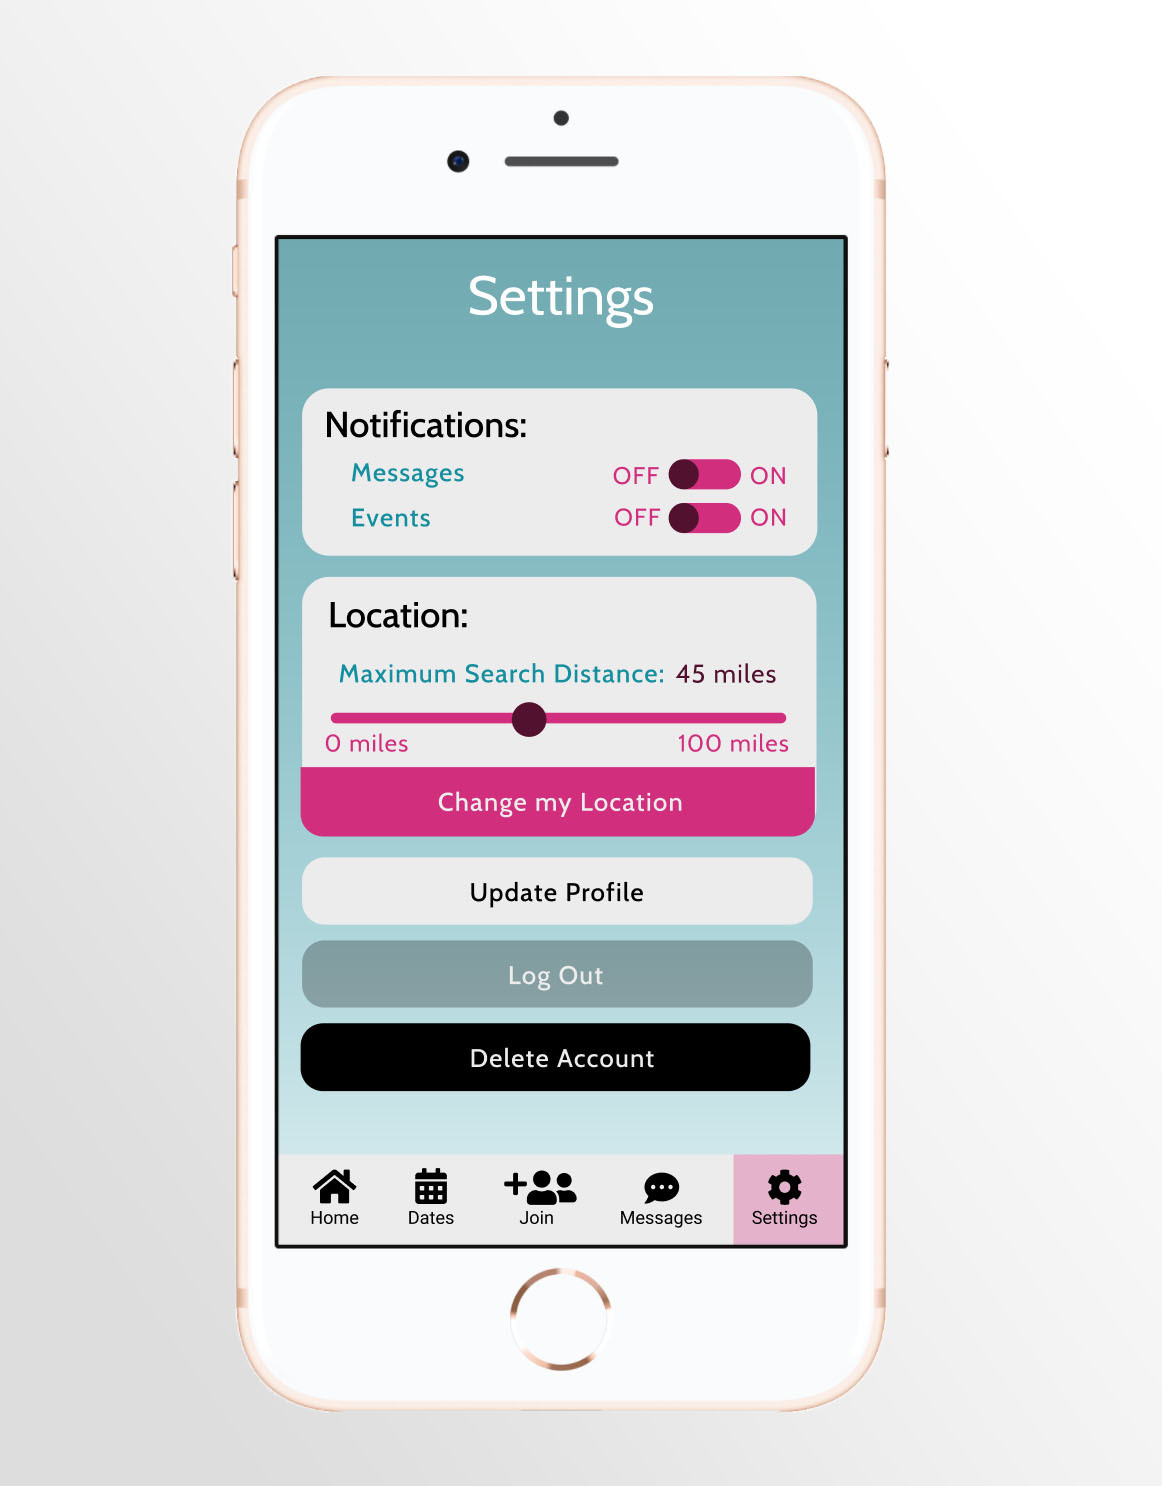 Settings
Notifications:
Messages OFF ON
Events OFF ON
Location:
Maximum Search Distance: 45 miles
0 miles 100 miles
Change my Location
Update Profile
Log Out
Delete Account
Home Dates Join Messages Settings